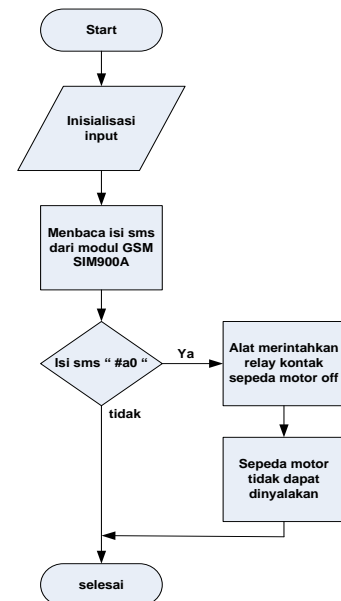 Start
Inisialisasi
input
Menbaca isi sms
dari modul GSM
SIM900A
Isi sms “ #a0 “
Ya
Alat merintahkan
relay kontak
sepeda motor off
tidak
Sepeda motor
tidak dapat
dinyalakan
selesai